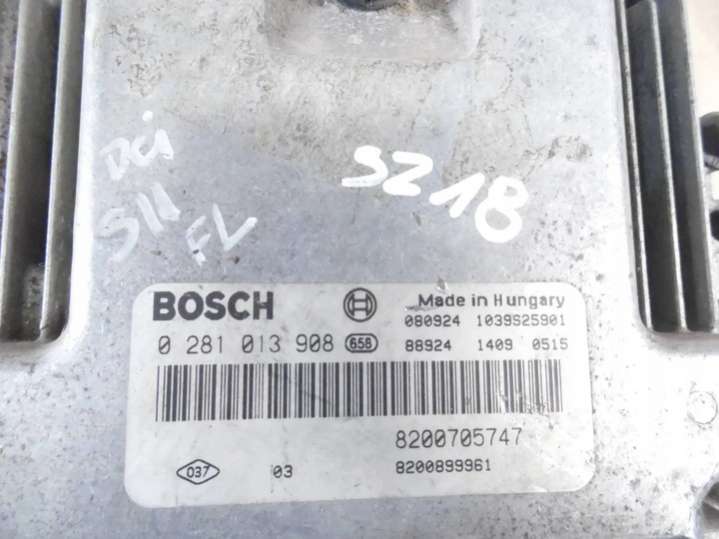 DCi
SII
FL
SZ18
BOSCH
Made in Hungary
080924 1039S25901
0 281 013 908 658
88924 1409 0515
8200705747
037 03
8200899961